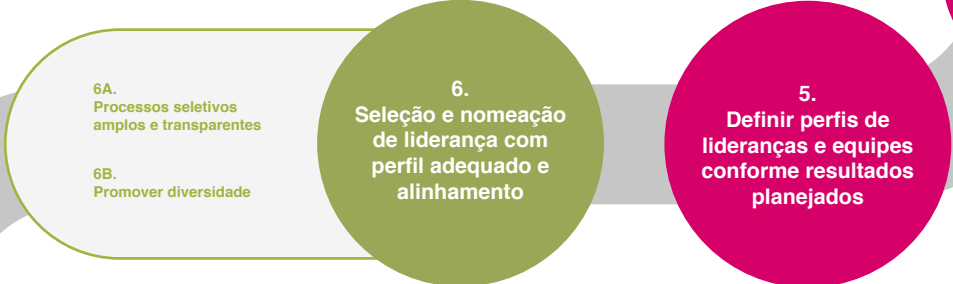 6A.
Processos seletivos
amplos e transparentes
6B.
Promover diversidade
6.
Seleção e nomeação
de liderança com
perfil adequado e
alinhamento
5.
Definir perfis de
lideranças e equipes
conforme resultados
planejados